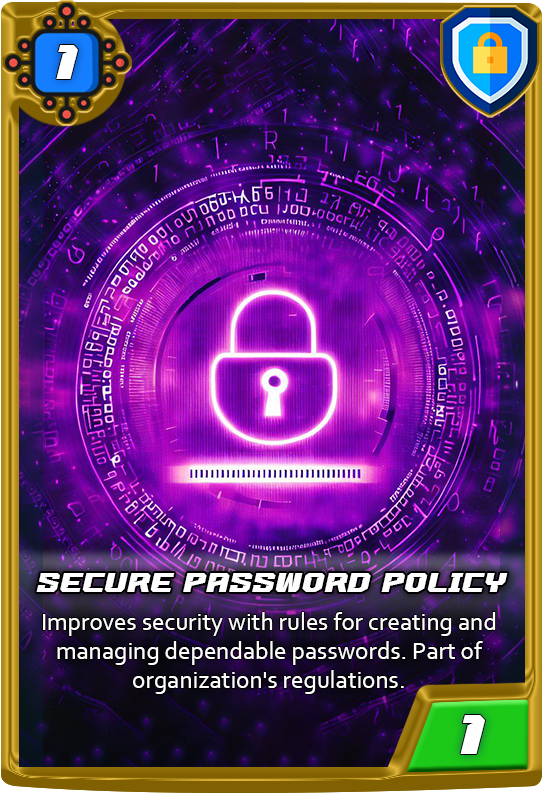 1
SECURE PASSWORD POLICY
Improves security with rules for creating and
managing dependable passwords. Part of
organization's regulations.
1